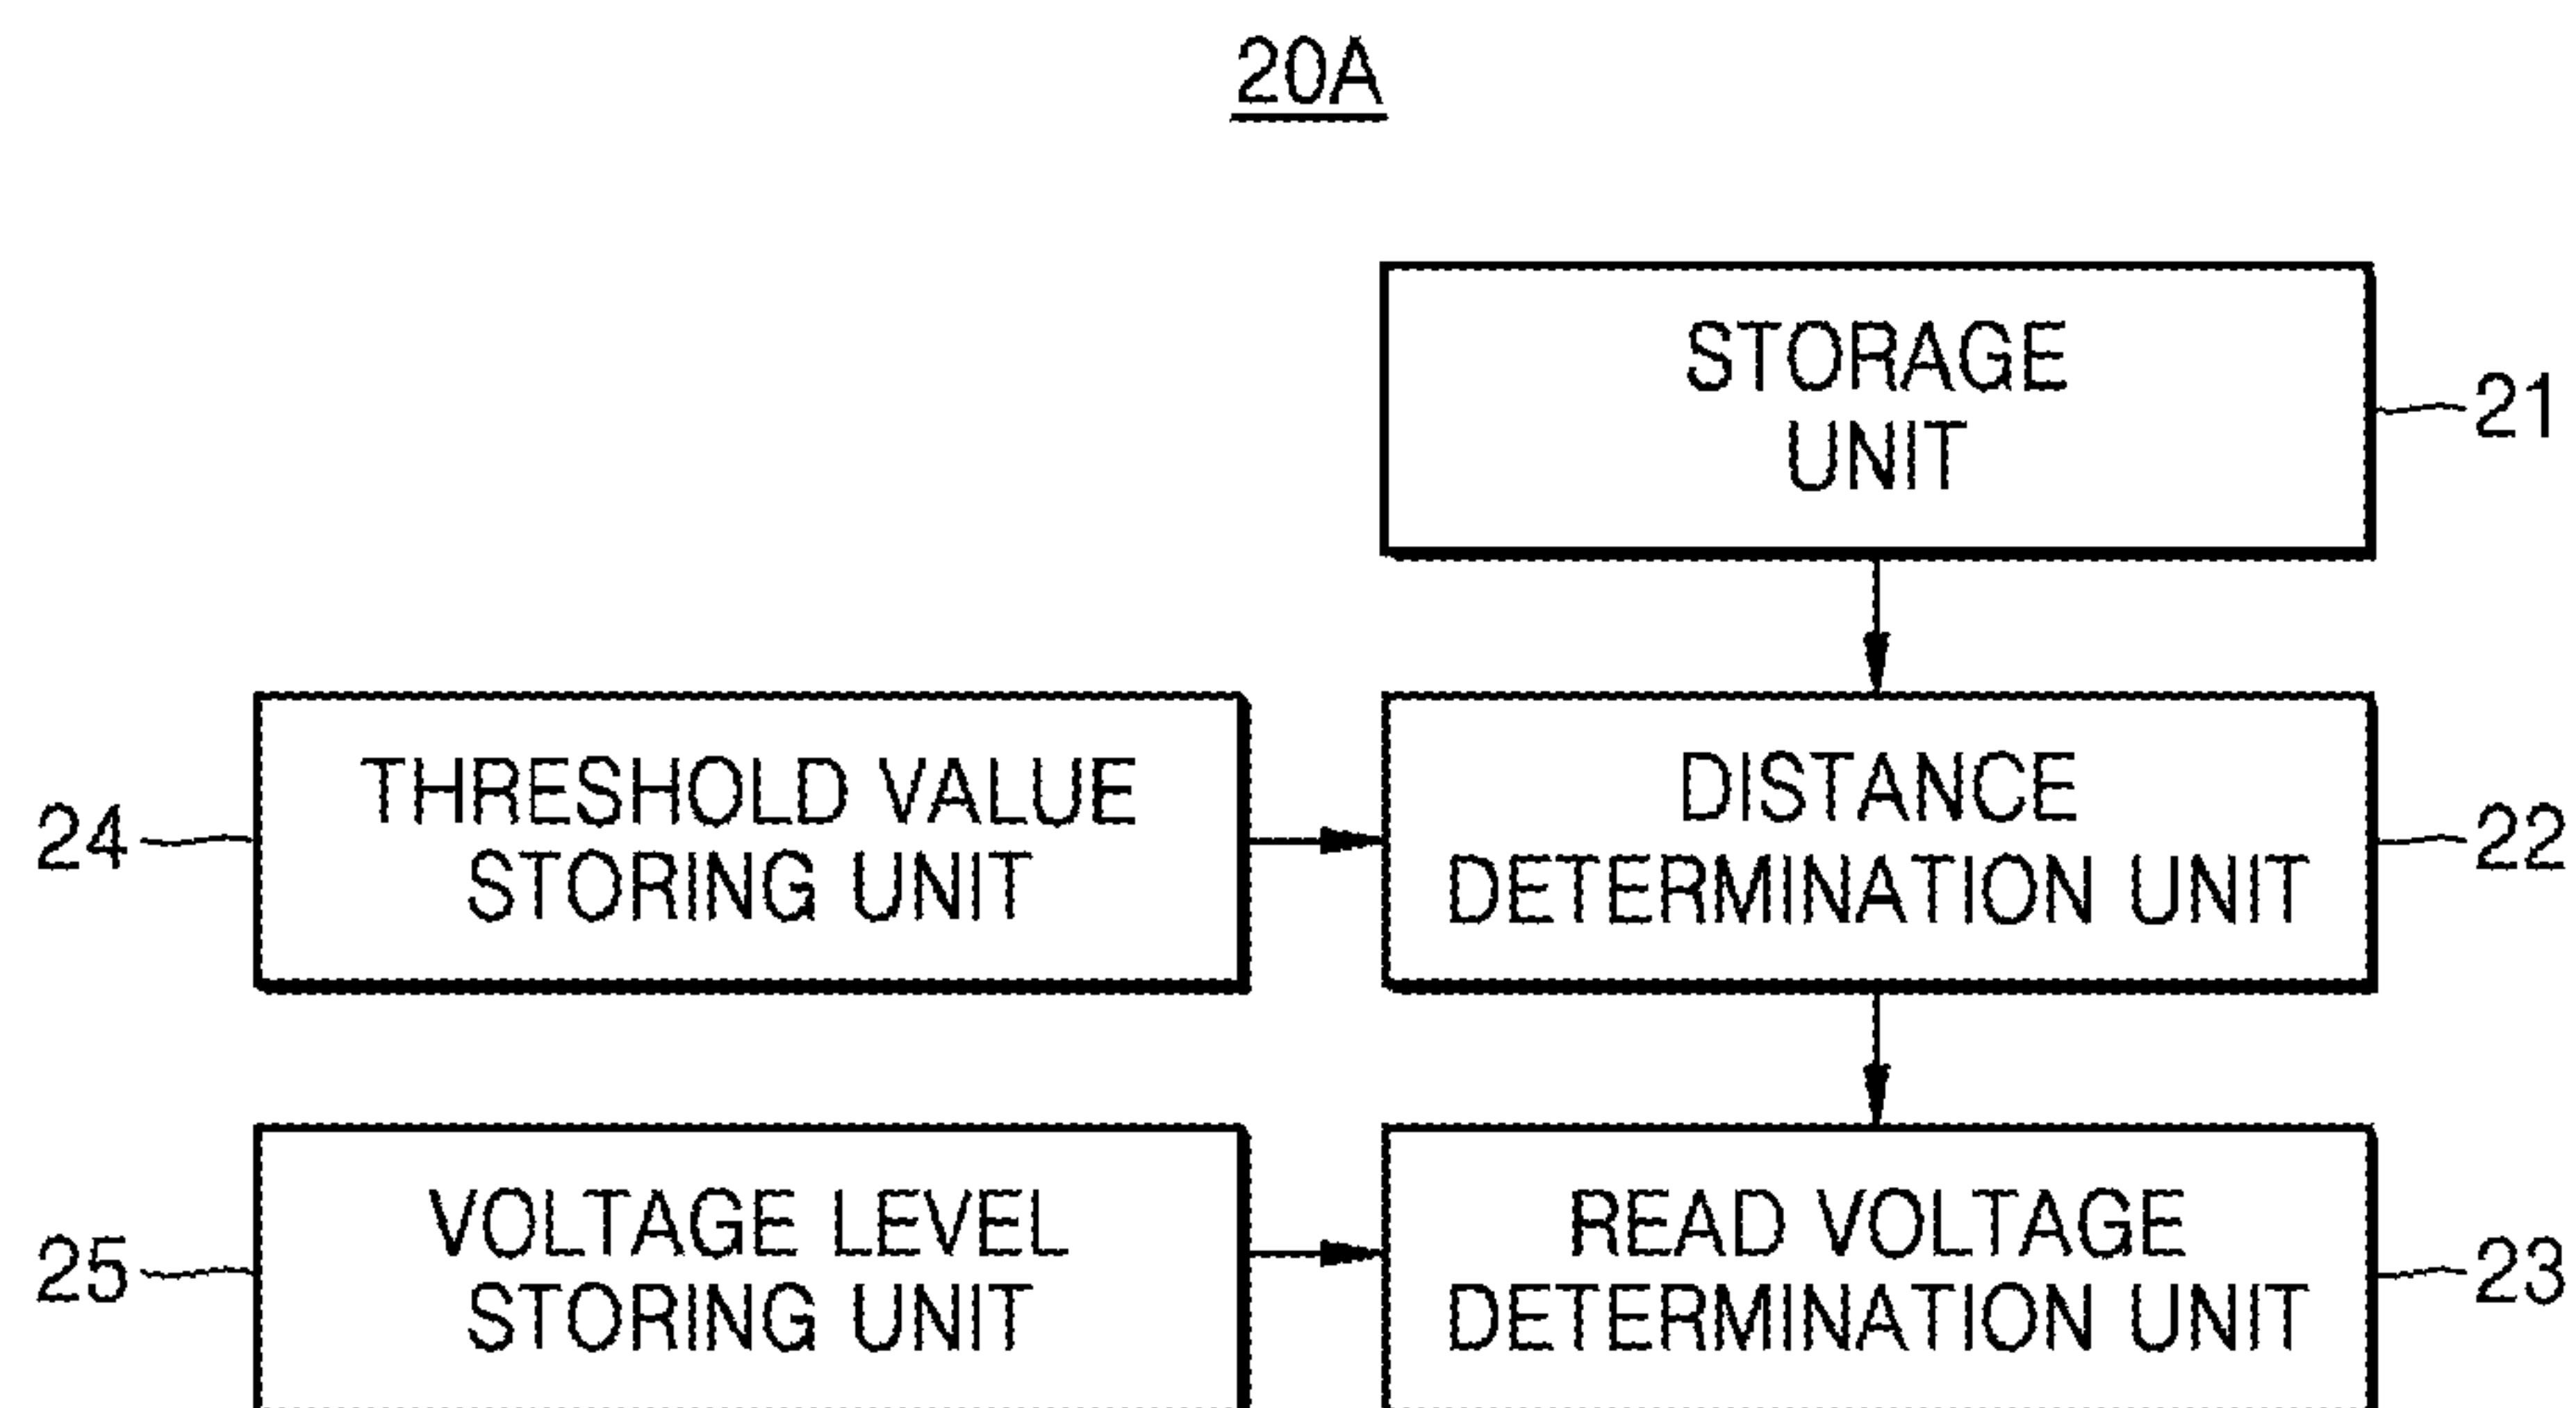 20A
STORAGE
UNIT
21
24
THRESHOLD VALUE
STORING UNIT
DISTANCE
DETERMINATION UNIT
22
25
VOLTAGE LEVEL
STORING UNIT
READ VOLTAGE
DETERMINATION UNIT
23